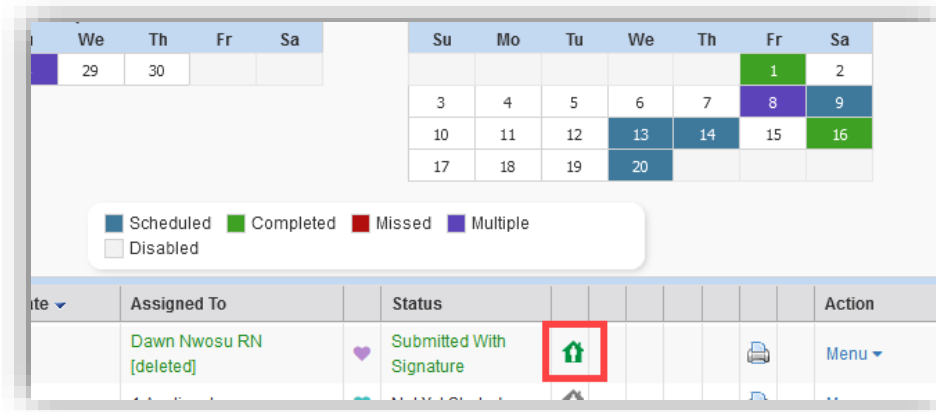 We Th Fr Sa
29 30
Su Mo Tu We Th Fr Sa
1 2
3 4 5 6 7 8 9
10 11 12 13 14 15 16
17 18 19 20
Scheduled Completed Missed Multiple
Disabled
Assigned To Status Action
Dawn Nwosu RN
[deleted]
Submitted With
Signature
Menu